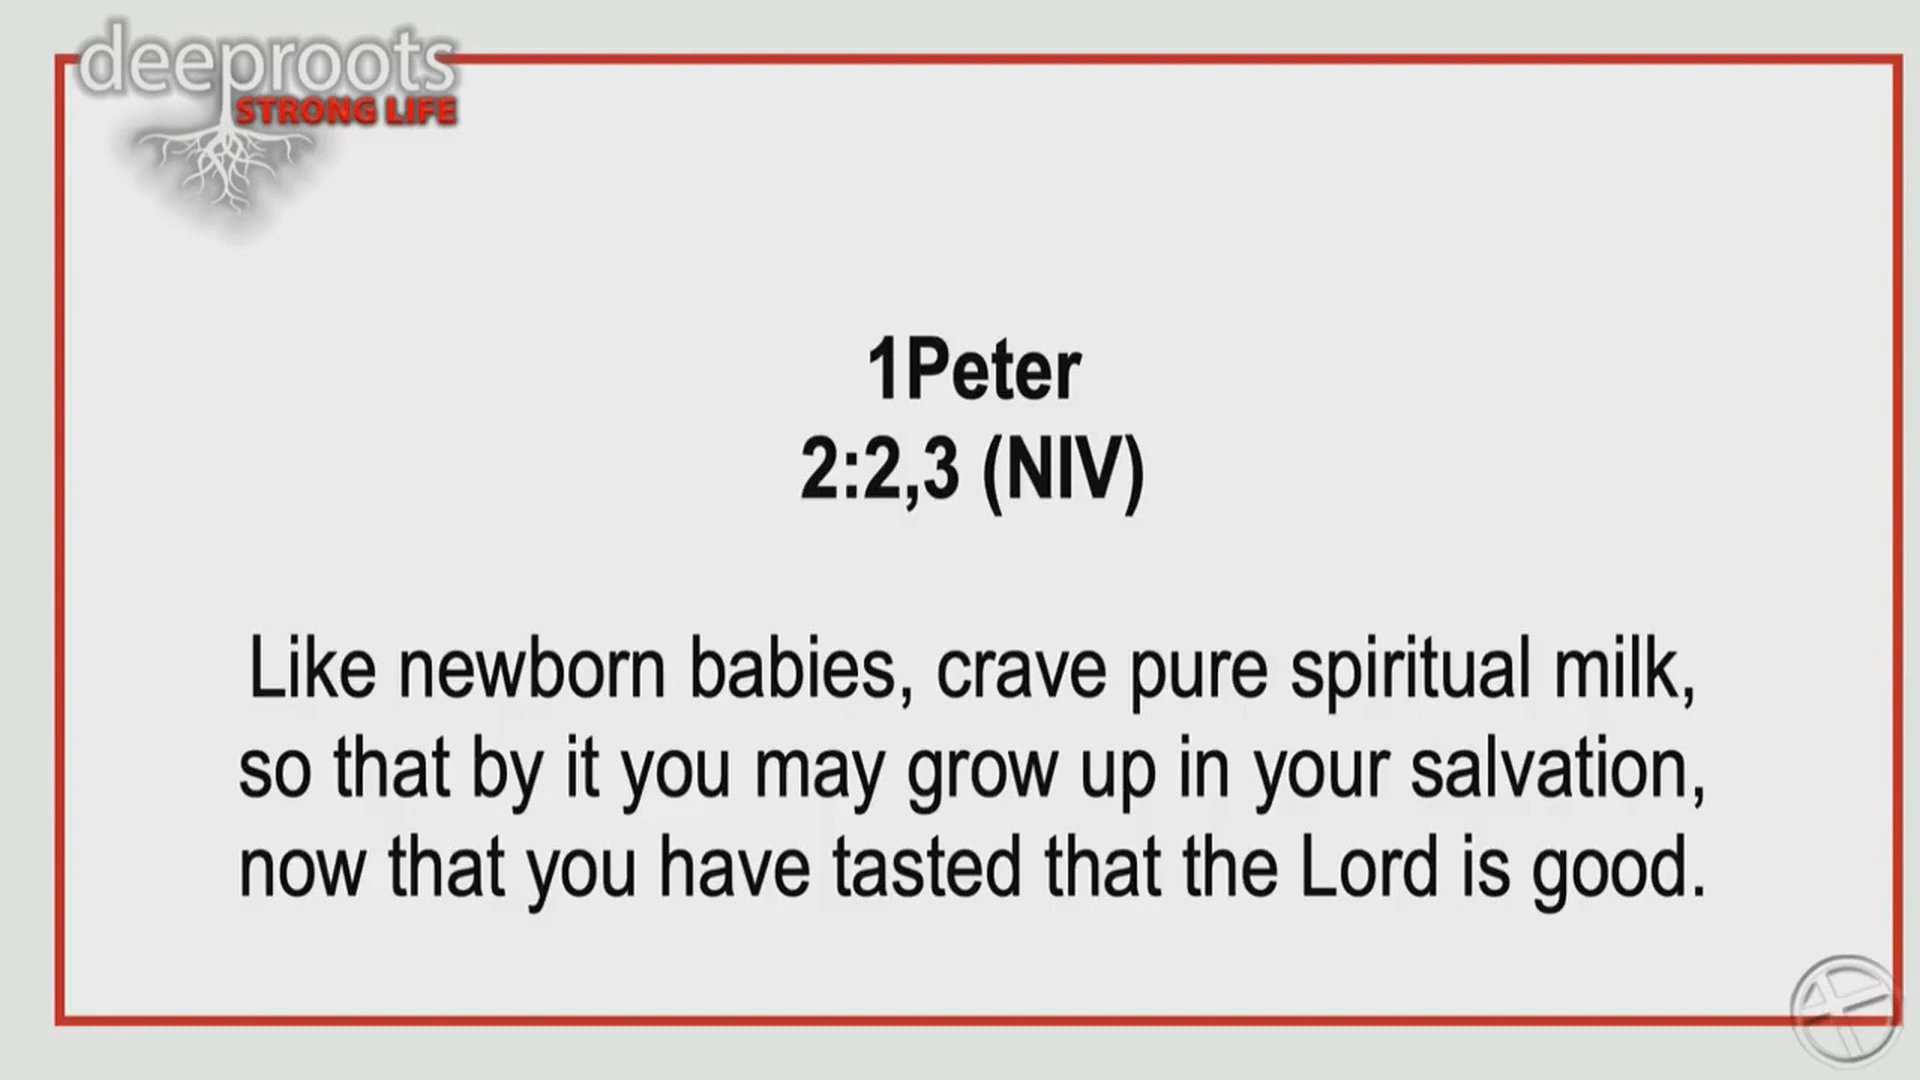 deeproots
STRONG LIFE
1Peter
2:2,3 (NIV)
Like newborn babies, crave pure spiritual milk,
so that by it you may grow up in your salvation,
now that you have tasted that the Lord is good.